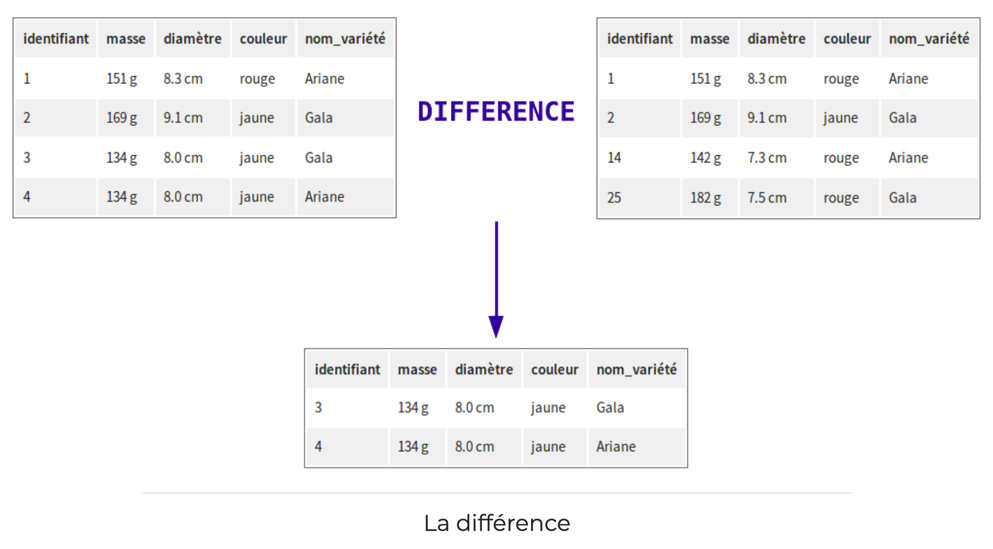 identifiant masse diamètre couleur nom_variété
1 151 g 8.3 cm rouge Ariane
2 169 g 9.1 cm jaune Gala
3 134 g 8.0 cm jaune Gala
4 134 g 8.0 cm jaune Ariane
DIFFERENCE
identifiant masse diamètre couleur nom_variété
1 151 g 8.3 cm rouge Ariane
2 169 g 9.1 cm jaune Gala
14 142 g 7.3 cm rouge Ariane
25 182 g 7.5 cm rouge Gala
identifiant masse diamètre couleur nom_variété
3 134 g 8.0 cm jaune Gala
4 134 g 8.0 cm jaune Ariane
La différence